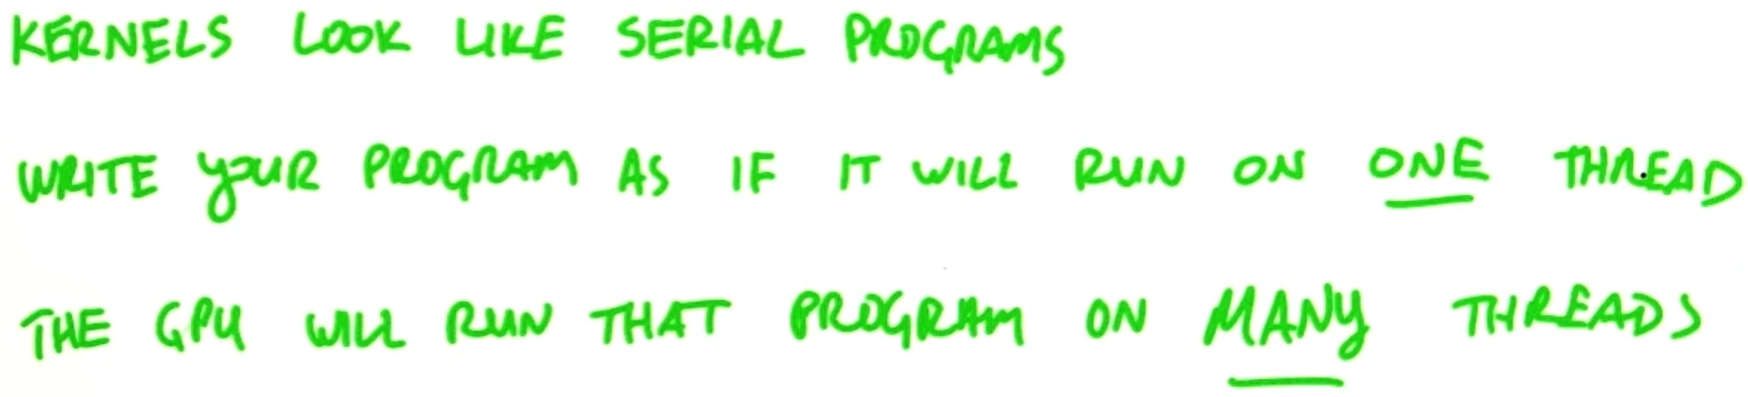 KERNELS LOOK LIKE SERIAL PROGRAMS
WRITE YOUR PROGRAM AS IF IT WILL RUN ON ONE THREAD
THE GPU WILL RUN THAT PROGRAM ON MANY THREADS